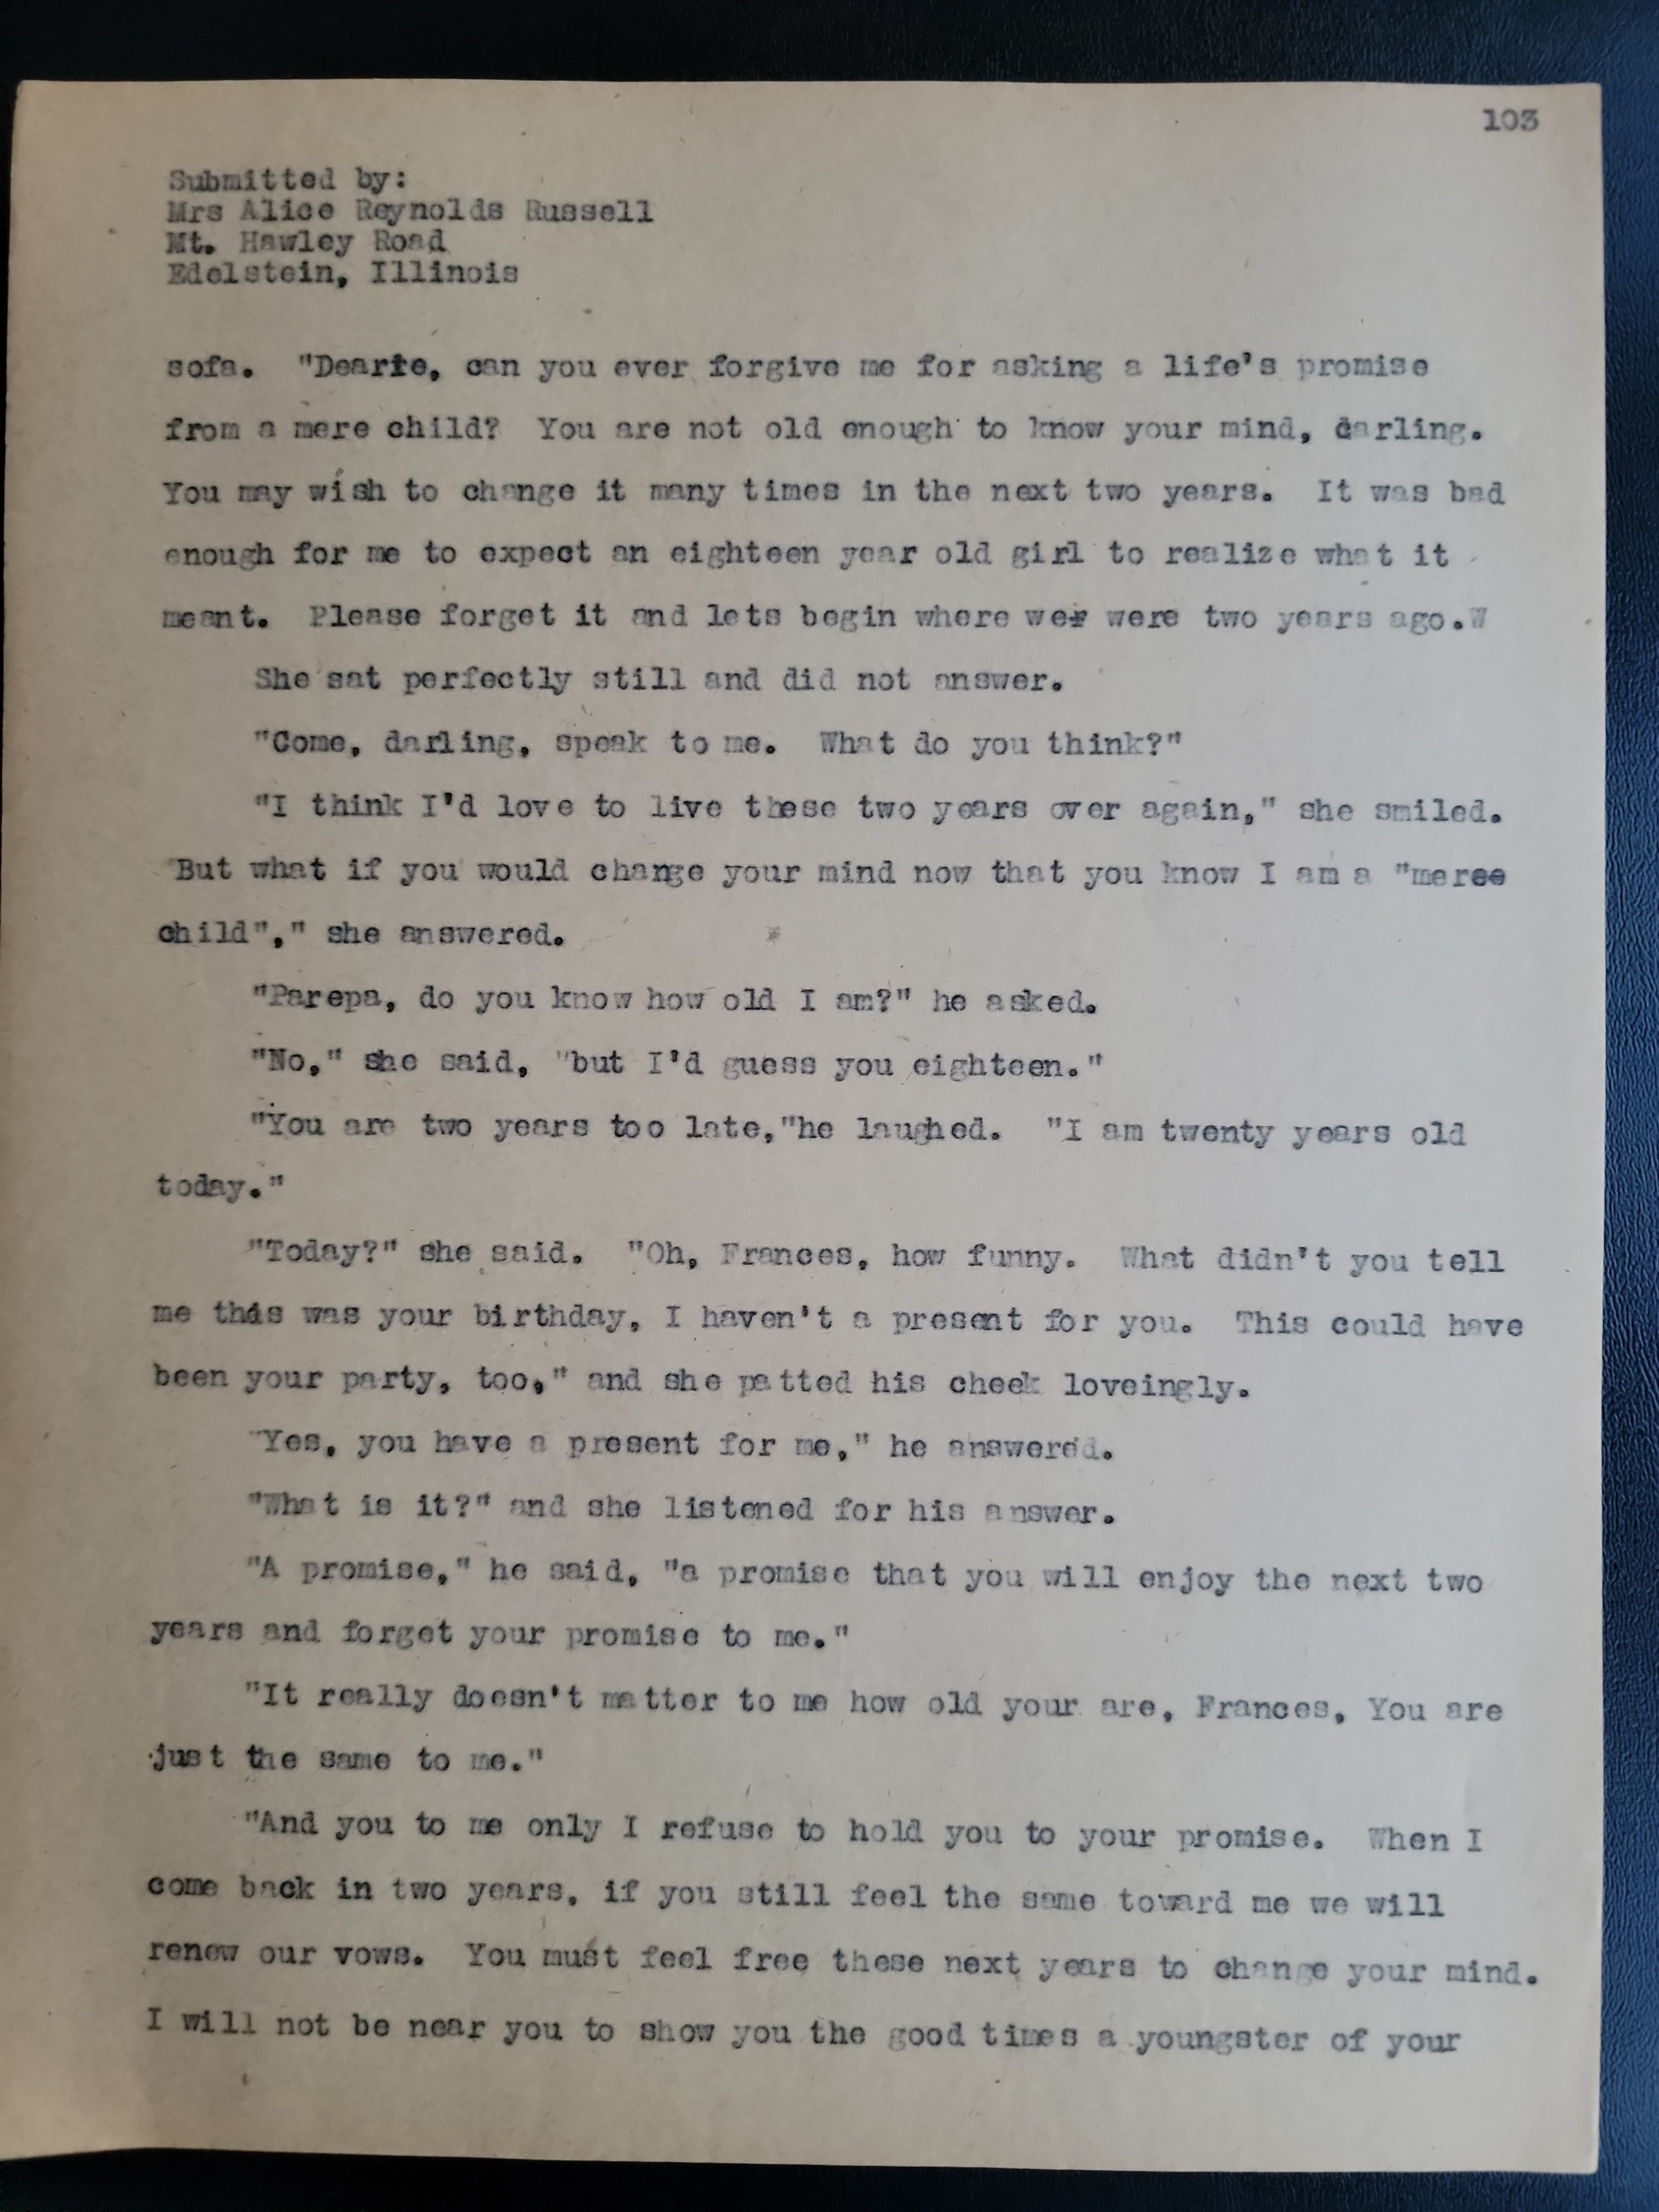 103
Submitted by:
Mrs Alice Reynolds Russell
Mt. Hawley Road
Edelstein, Illinois
sofa. "Dearie, can you ever forgive me for asking a life's promise
from a mere child? You are not old enough to know your mind, darling.
You may wish to change it many times in the next two years. It was bad
enough for me to expect an eighteen year old girl to realize what it
meant. Please forget it and lets begin where wer were two years ago.W
She sat perfectly still and did not answer.
"Come, darling, speak to me. What do you think?"
"I think I'd love to live these two years over again," she smiled.
"But what if you would change your mind now that you know I am a "meree
child"," she answered.
"Parepa, do you know how old I am?" he asked.
"No," she said, "but I'd guess you eighteen."
"You are two years too late,"he laughed. "I am twenty years old
today."
"Today?" she said. "Oh, Frances, how funny. What didn't you tell
me this was your birthday, I haven't a present for you. This could have
been your party, too," and she patted his cheek loveingly.
"Yes, you have a present for me," he answered.
"What is it?" and she listened for his answer.
"A promise," he said, "a promise that you will enjoy the next two
years and forget your promise to me."
"It really doesn't matter to me how old your are, Frances, You are
just the same to me."
"And you to me only I refuse to hold you to your promise. When I
come back in two years, if you still feel the same toward me we will
renew our vows. You must feel free these next years to change your mind.
I will not be near you to show you the good times a youngster of your